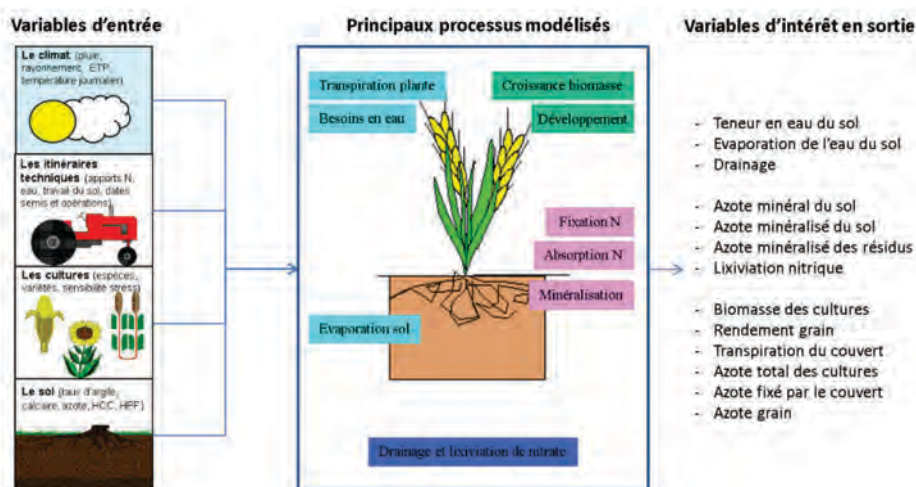 Variables d'entrée
Le climat (pluie,
rayonnement, ETP,
température journalier)
Les itinéraires
techniques (apports N,
eau, travail du sol, dates
semis et opérations)
Les cultures (espèces,
variétés, sensibilité stress)
Le sol (taux d'argile,
calcaire, azote, HCC, HPF)
Principaux processus modélisés
Transpiration plante
Besoins en eau
Croissance biomasse
Développement
Fixation N
Absorption N
Minéralisation
Evaporation sol
Drainage et lixiviation de nitrate
Variables d'intérêt en sortie
- Teneur en eau du sol
- Evaporation de l'eau du sol
- Drainage
- Azote minéral du sol
- Azote minéralisé du sol
- Azote minéralisé des résidus
- Lixiviation nitrique
- Biomasse des cultures
- Rendement grain
- Transpiration du couvert
- Azote total des cultures
- Azote fixé par le couvert
- Azote grain